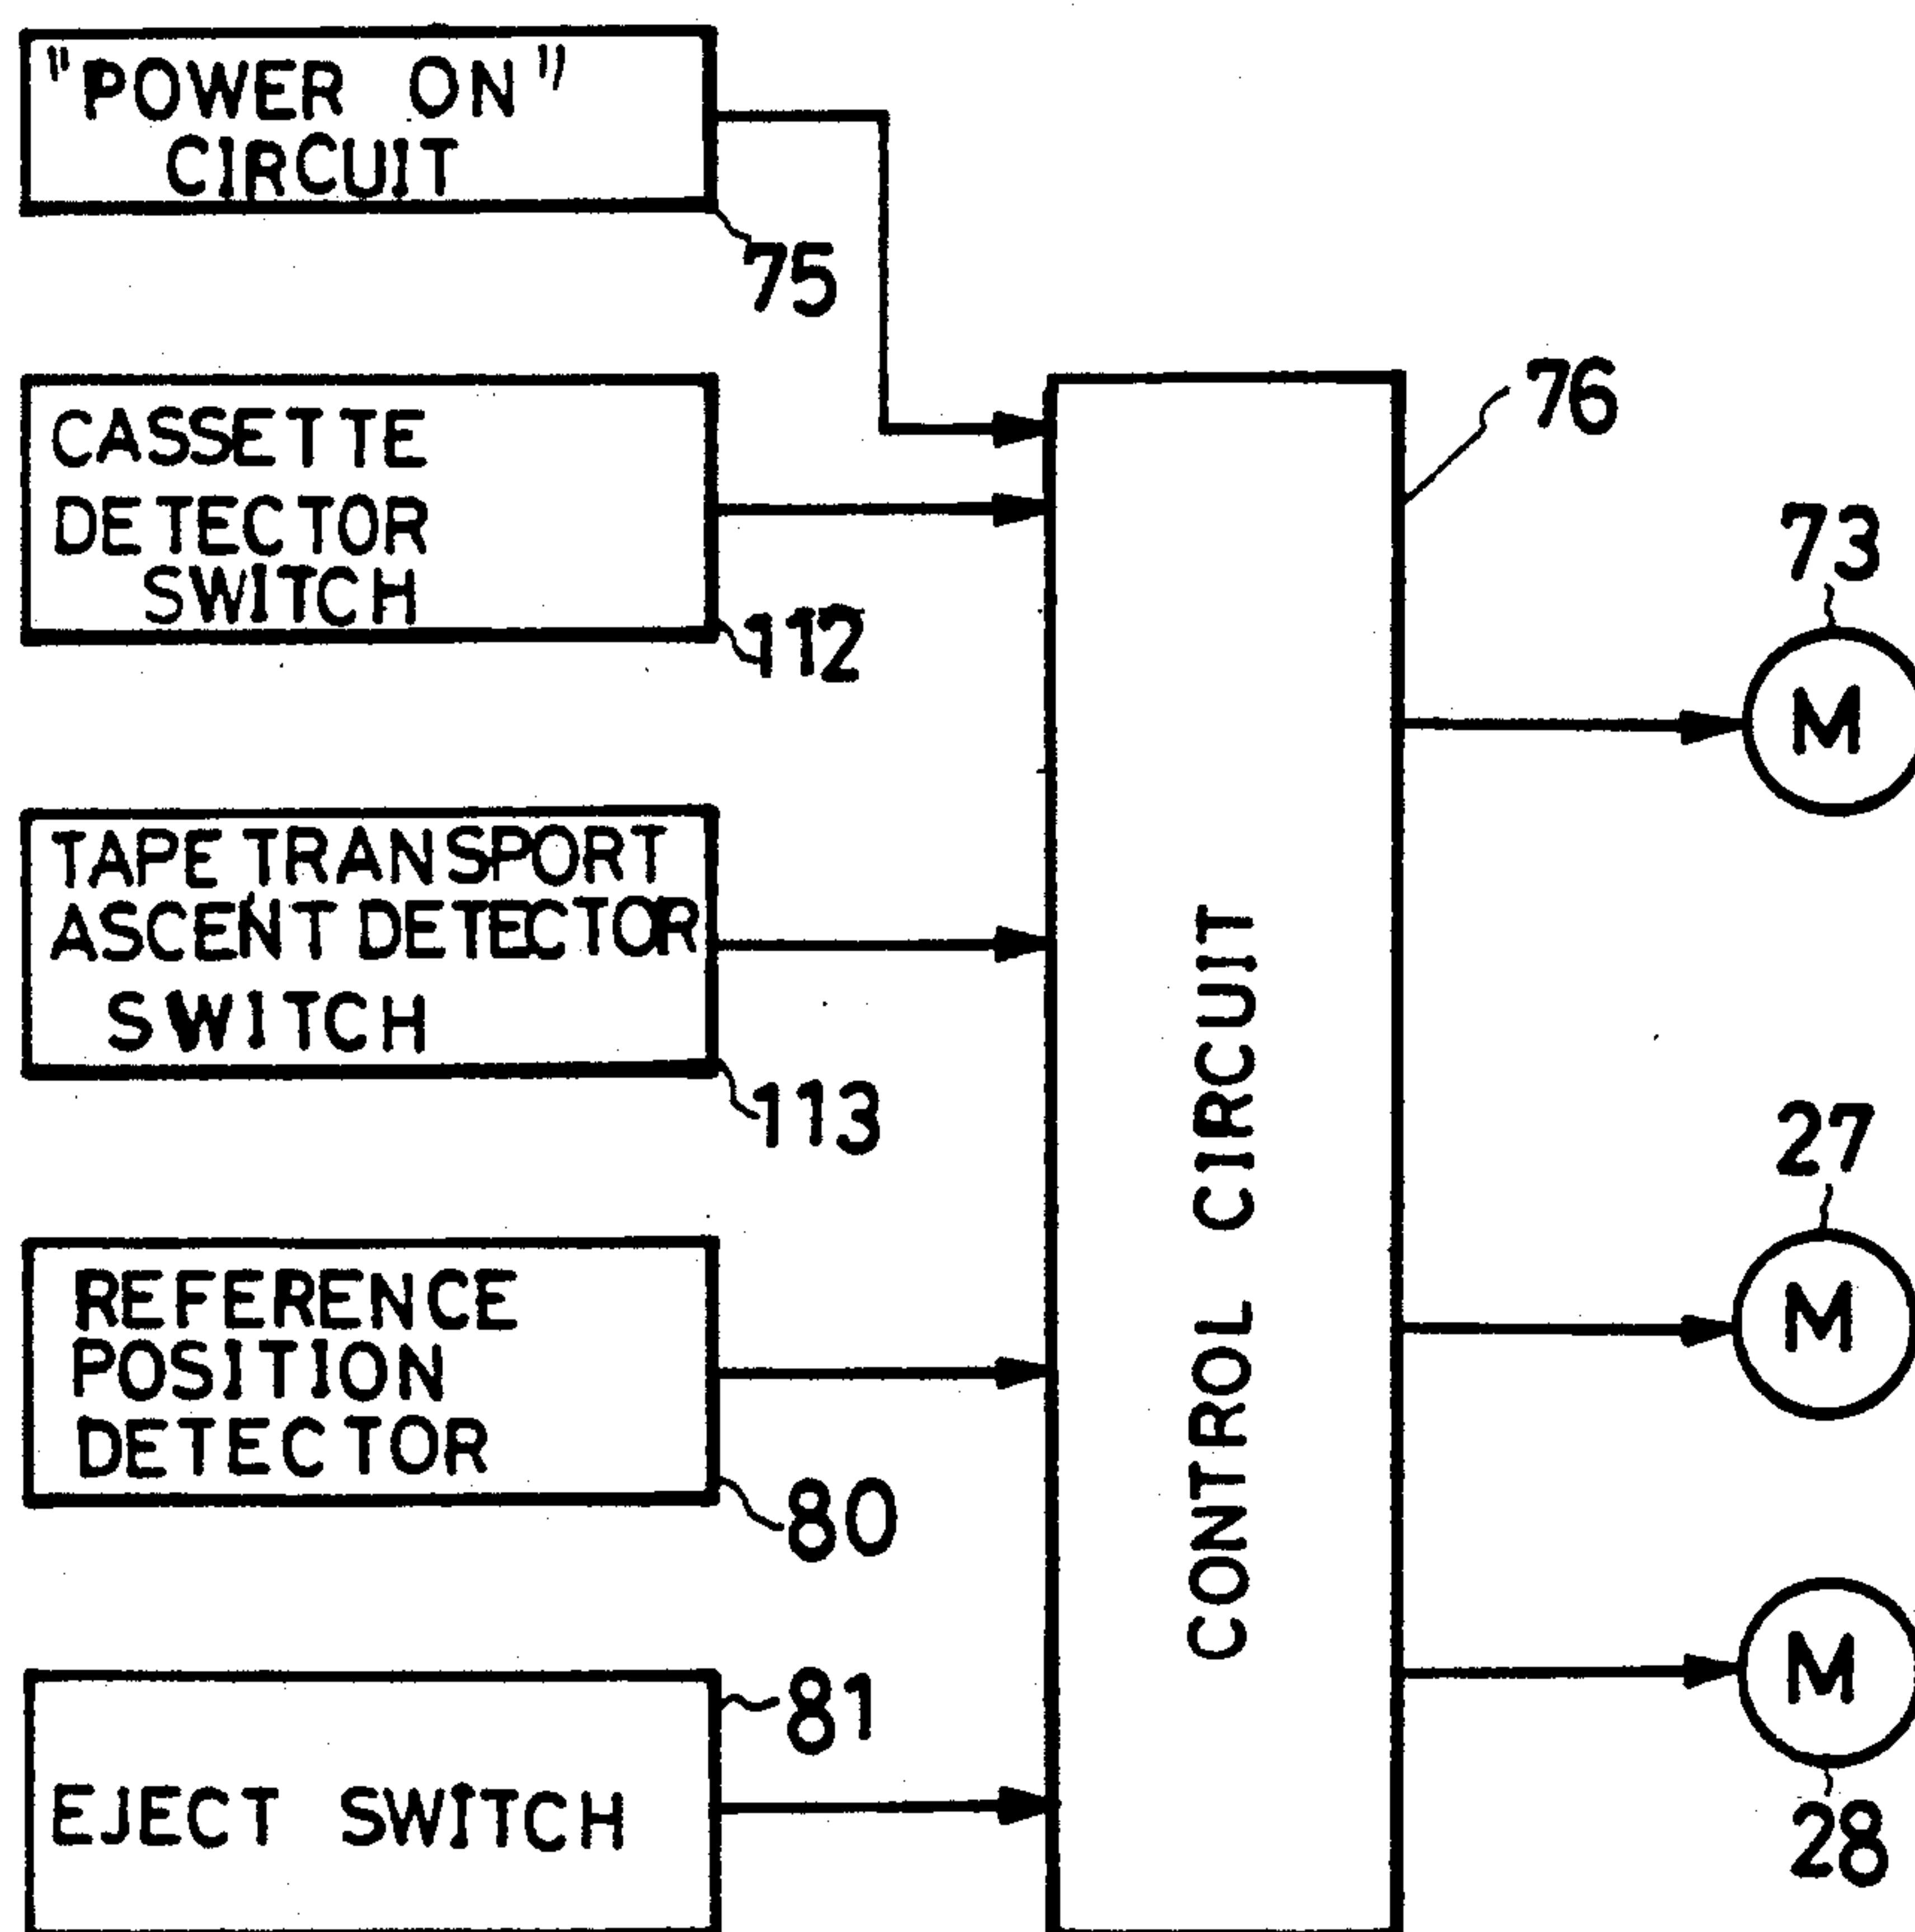 "POWER ON"
CIRCUIT
75
CASSETTE
DETECTOR
SWITCH
112
TAPE TRANSPORT
ASCENT DETECTOR
SWITCH
113
REFERENCE
POSITION
DETECTOR
80
EJECT SWITCH
81
CONTROL CIRCUIT
76
73
M
27
M
M
28